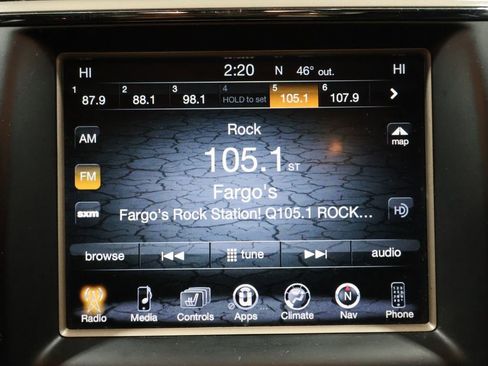 HI 2:20 N 46° out. HI
1 87.9 2 88.1 3 98.1 4 HOLD to set 5 105.1 6 107.9
AM Rock map
105.1 ST
FM Fargo's
sxm Fargo's Rock Station! Q105.1 ROCK... HD
browse tune audio
Radio Media Controls Apps Climate Nav Phone